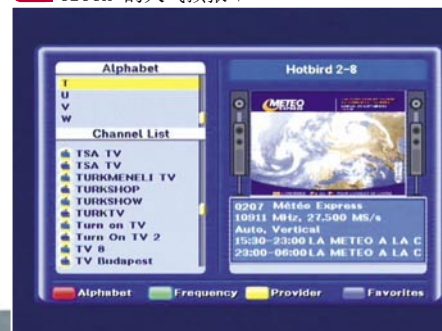 Alphabet
T
U
V
W
Channel List
TSA TV
TSA TV
TURKMENELI TV
TURKSHOP
TURKSHOW
TURKTV
Turn on TV
Turn On TV 2
TV 8
TV Budapest
Hotbird 2-8
METEO
EXPRESS
0207 Météo Express
10911 MHz, 27.500 MS/s
Auto, Vertical
15:30-23:00 LA METEO A LA C
23:00-06:00 LA METEO A LA C
Alphabet Frequency Provider Favorites